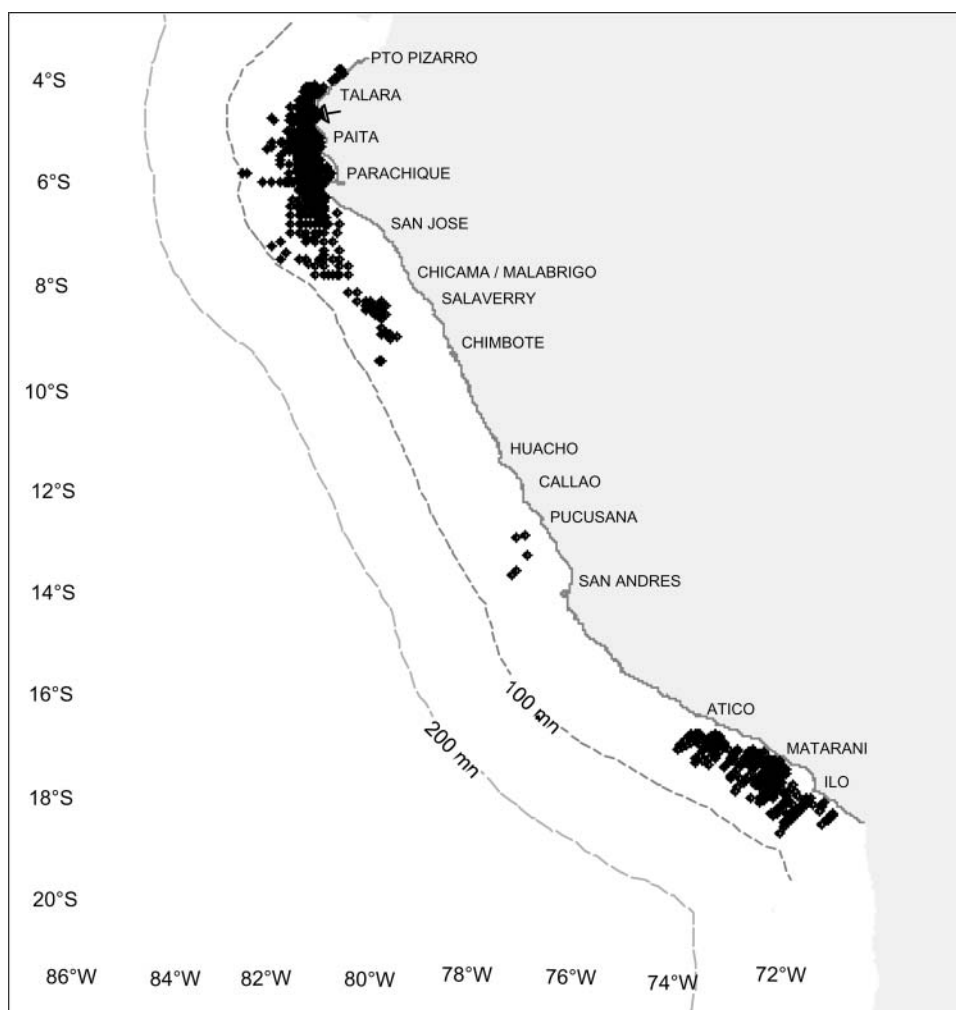 PTO PIZARRO
4°S
TALARA
PAITA
PARACHIQUE
6°S
SAN JOSE
CHICAMA / MALABRIGO
8°S
SALAVERRY
CHIMBOTE
10°S
HUACHO
CALLAO
12°S
PUCUSANA
SAN ANDRES
14°S
16°S
100 mn
ATICO
200 mn
MATARANI
ILO
18°S
20°S
86°W 84°W 82°W 80°W 78°W 76°W 74°W 72°W